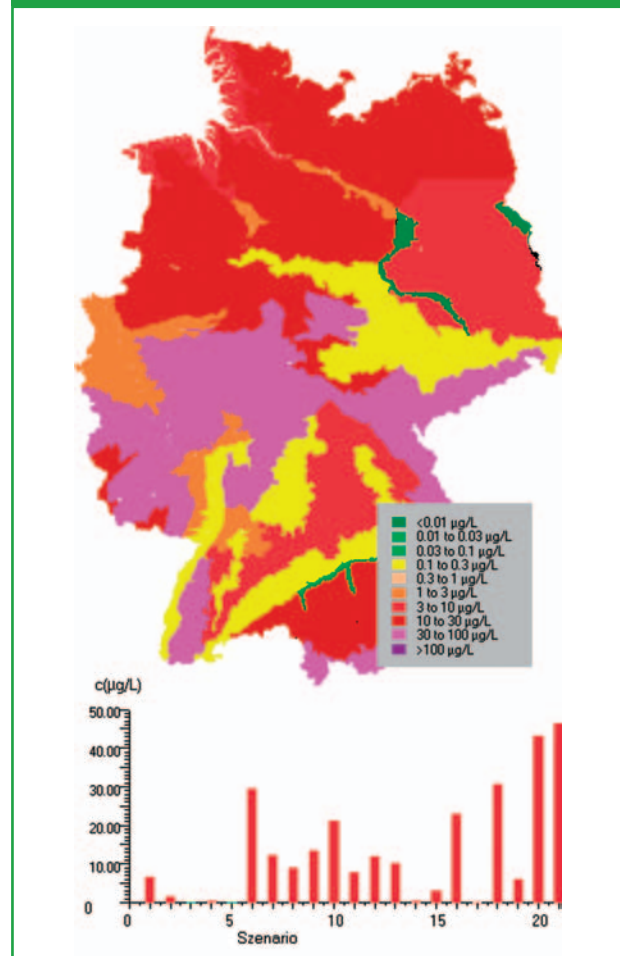 <0.01 µg/L
0.01 to 0.03 µg/L
0.03 to 0.1 µg/L
0.1 to 0.3 µg/L
0.3 to 1 µg/L
1 to 3 µg/L
3 to 10 µg/L
10 to 30 µg/L
30 to 100 µg/L
>100 µg/L
c(µg/L)
50.00
40.00
30.00
20.00
10.00
0
0 5 10 15 20
Szenario